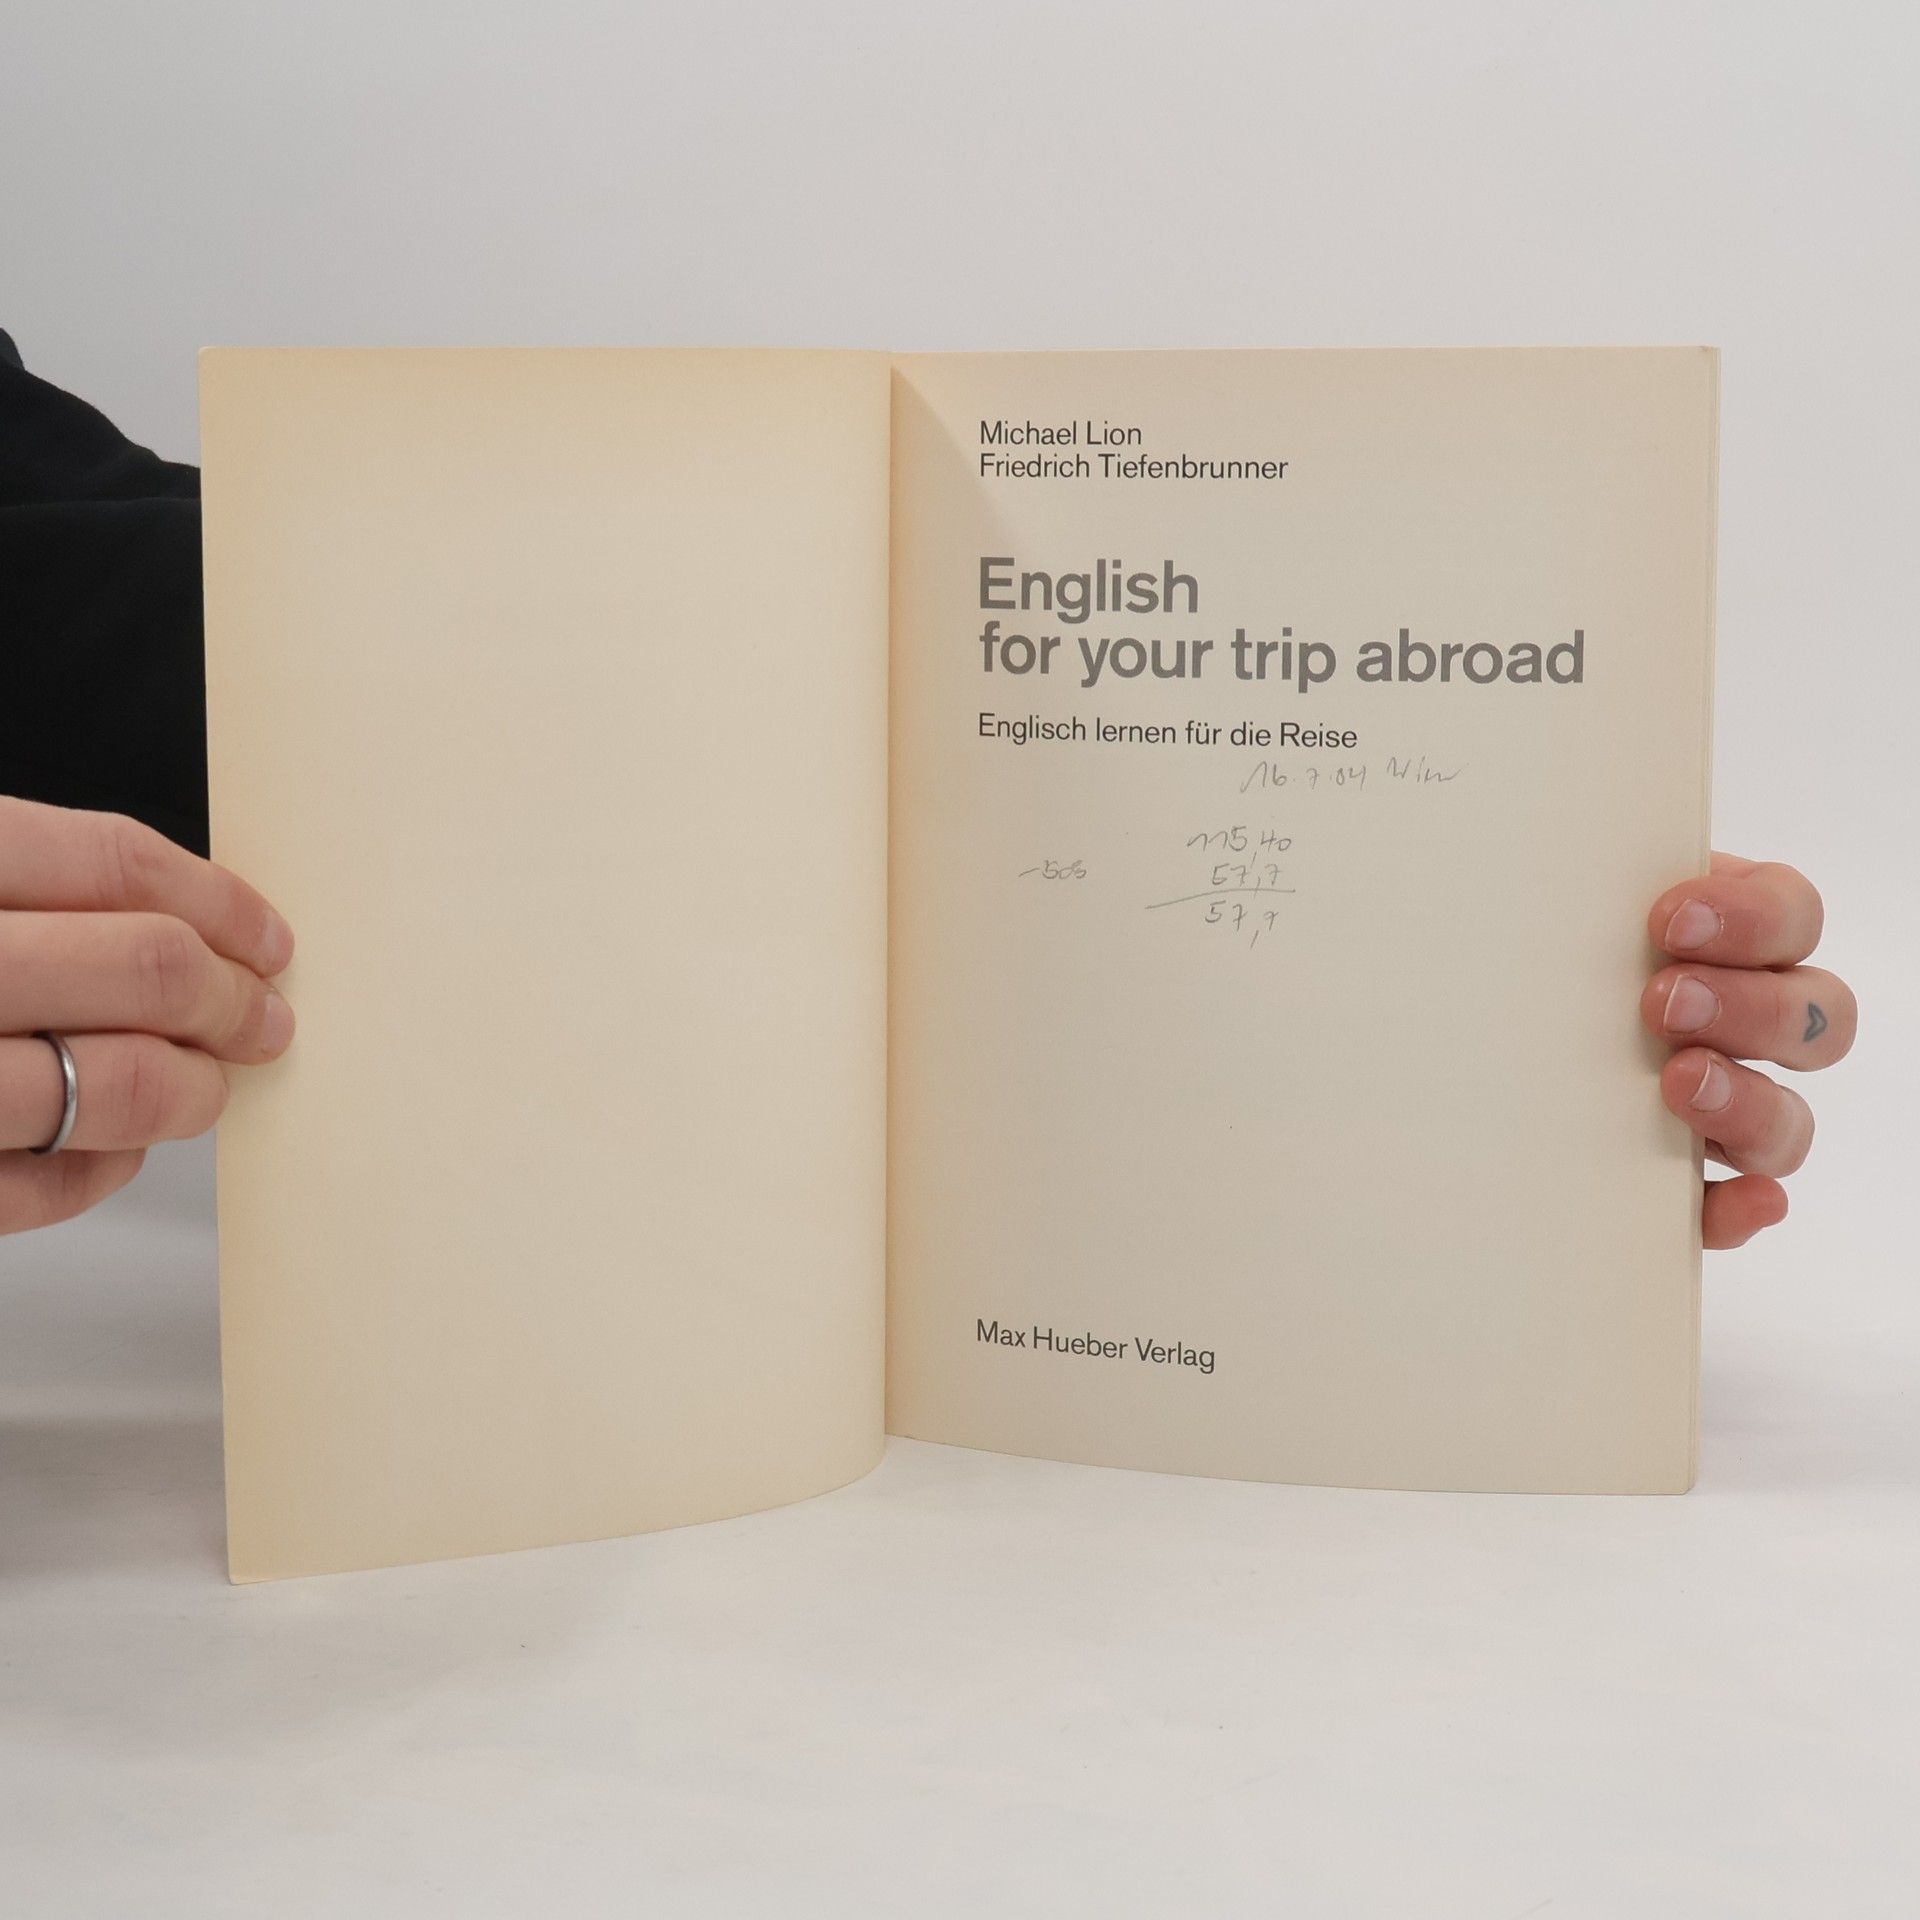 Michael Lion
Friedrich Tiefenbrunner
English
for your trip abroad
Englisch lernen für die Reise
16.7.04 Wien
115,40
57,7
57,7
Max Hueber Verlag